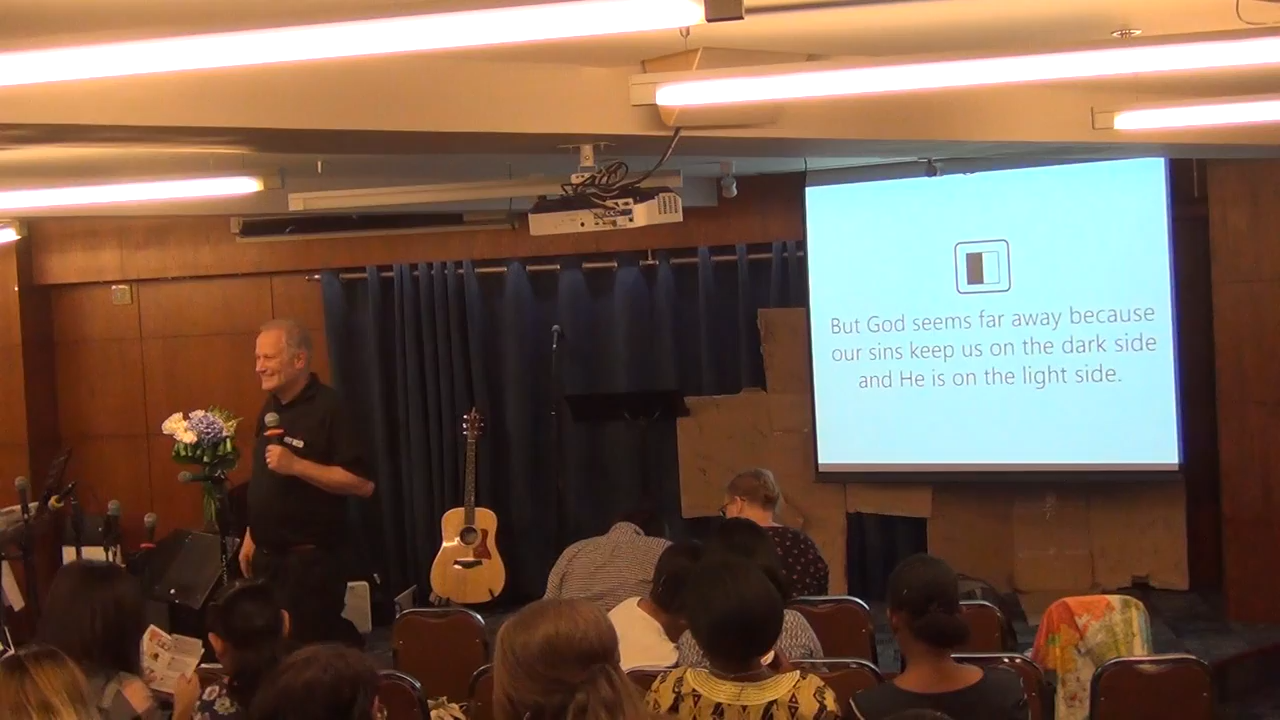 But God seems far away because
our sins keep us on the dark side
and He is on the light side.